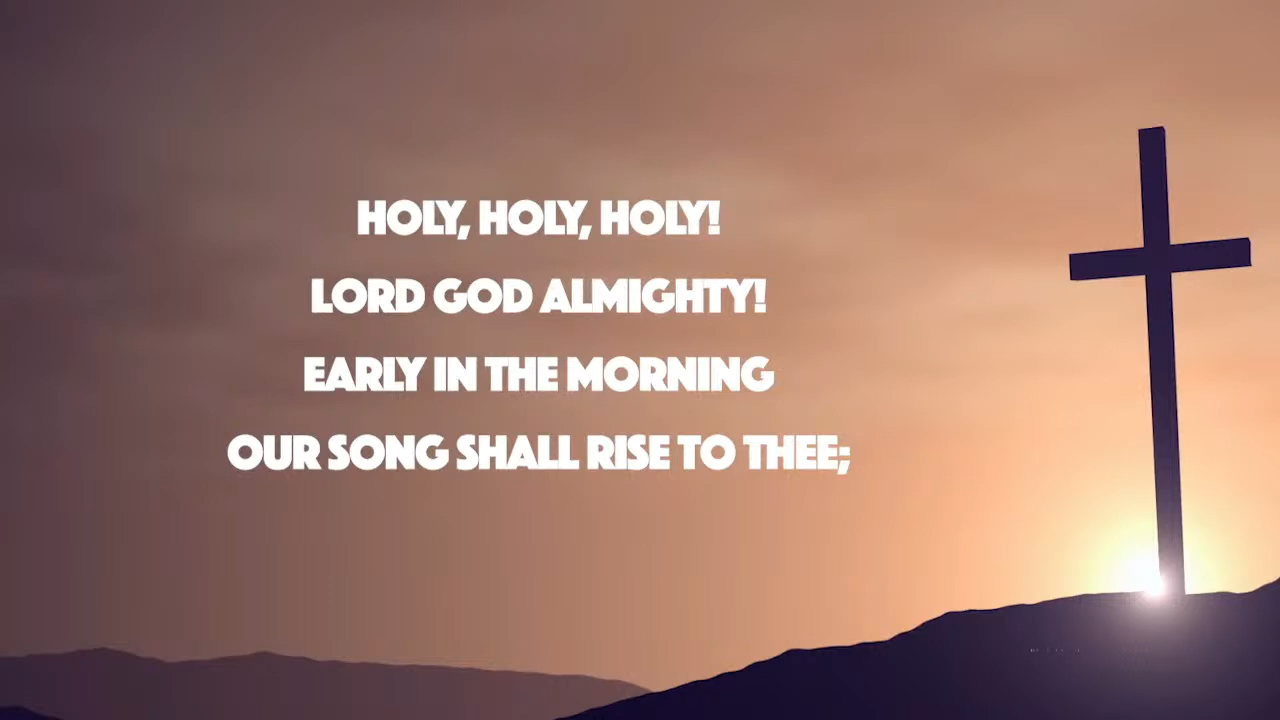 HOLY, HOLY, HOLY!
LORD GOD ALMIGHTY!
EARLY IN THE MORNING
OUR SONG SHALL RISE TO THEE;